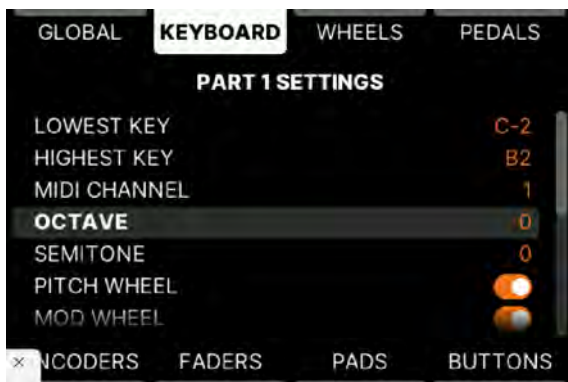 GLOBAL KEYBOARD WHEELS PEDALS
PART 1 SETTINGS
LOWEST KEY C-2
HIGHEST KEY B2
MIDI CHANNEL 1
OCTAVE 0
SEMITONE 0
PITCH WHEEL
MOD WHEEL
× NCODERS FADERS PADS BUTTONS